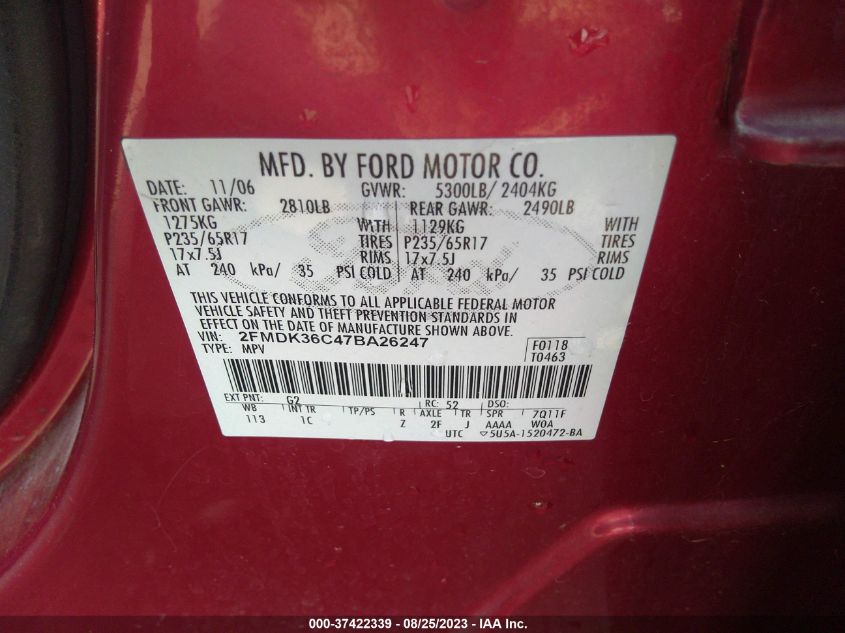 MFD. BY FORD MOTOR CO.
DATE: 11/06 GVWR: 5300LB/ 2404KG
FRONT GAWR: 2810LB REAR GAWR: 2490LB
1275KG WITH 1129KG WITH
P235/65R17 TIRES P235/65R17 TIRES
17x7.5J RIMS 17x7.5J RIMS
AT 240 kPa/ 35 PSI COLD AT 240 kPa/ 35 PSI COLD
THIS VEHICLE CONFORMS TO ALL APPLICABLE FEDERAL MOTOR
VEHICLE SAFETY AND THEFT PREVENTION STANDARDS IN
EFFECT ON THE DATE OF MANUFACTURE SHOWN ABOVE.
VIN: 2FMDK36C47BA26247 F0118
TYPE: MPV T0463
EXT PNT: G2 RC: 52 DSO:
WB INT TR TP/PS R AXLE TR SPR 7Q11F
113 1C Z 2F J AAAA W0A
UTC ▽5U5A-1520472-BA
000-37422339 - 08/25/2023 - IAA Inc.